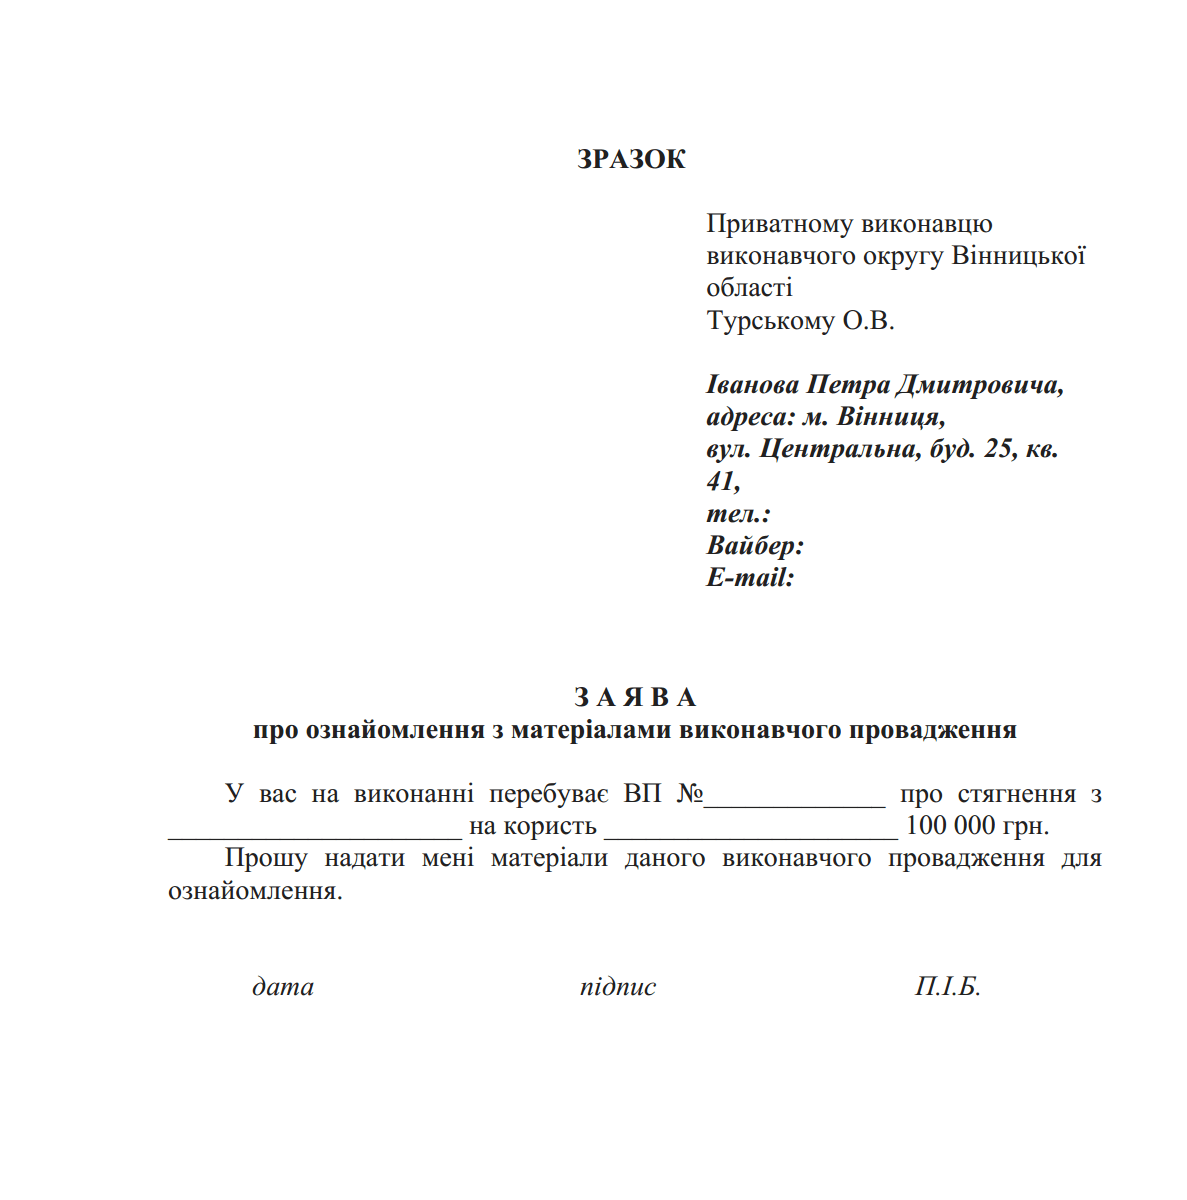 ЗРАЗОК
Приватному виконавцю
виконавчого округу Вінницької
області
Турському О.В.
Іванова Петра Дмитровича,
адреса: м. Вінниця,
вул. Центральна, буд. 25, кв.
41,
тел.:
Вайбер:
E-mail:
З А Я В А
про ознайомлення з матеріалами виконавчого провадження
У вас на виконанні перебуває ВП №_____________ про стягнення з
_____________________ на користь _____________________ 100 000 грн.
Прошу надати мені матеріали даного виконавчого провадження для
ознайомлення.
дата підпис П.І.Б.